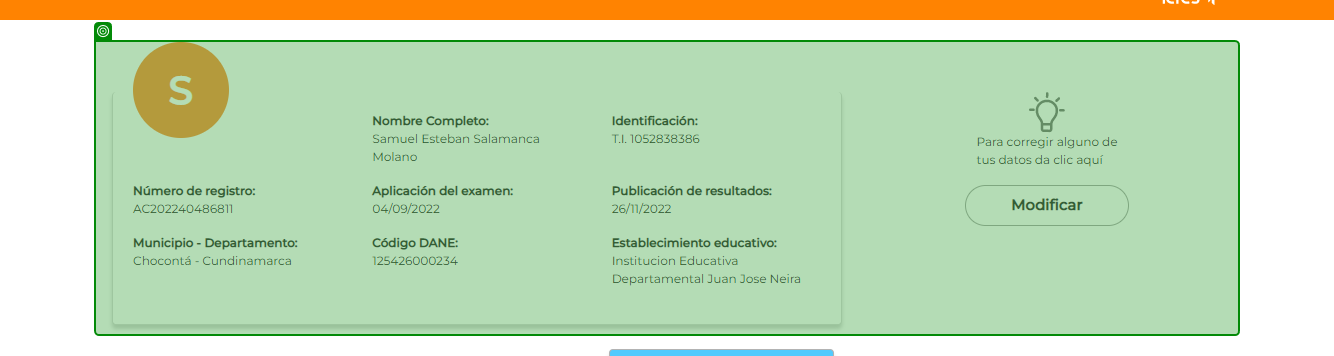 S
Nombre Completo:
Samuel Esteban Salamanca
Molano
Identificación:
T.I. 1052838386
Número de registro:
AC202240486811
Aplicación del examen:
04/09/2022
Publicación de resultados:
26/11/2022
Municipio - Departamento:
Chocontá - Cundinamarca
Código DANE:
125426000234
Establecimiento educativo:
Institucion Educativa
Departamental Juan Jose Neira
Para corregir alguno de
tus datos da clic aquí
Modificar